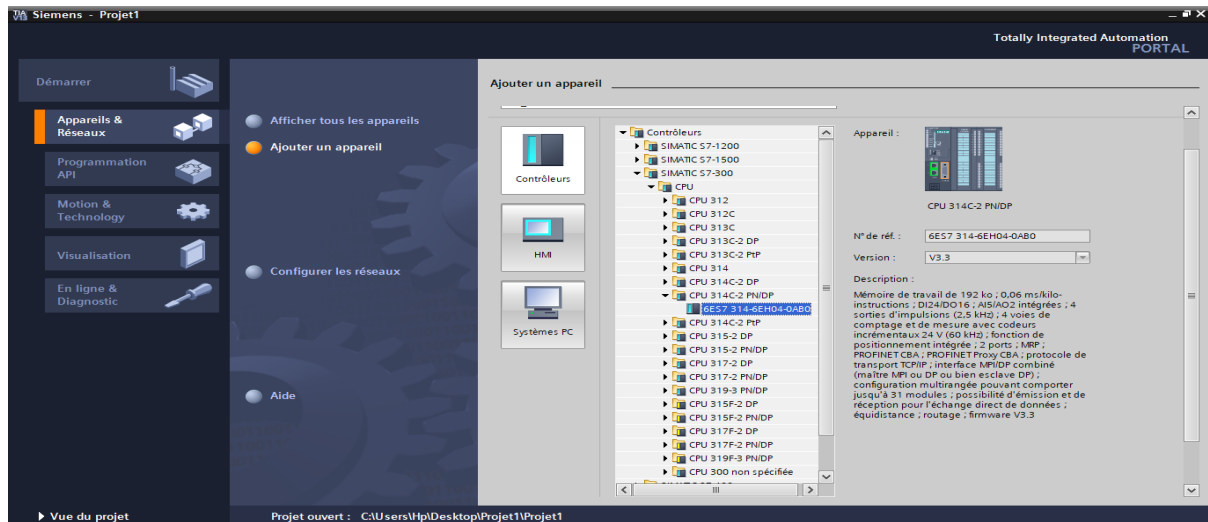 Siemens - Projet1
Totally Integrated Automation
PORTAL
Démarrer
Appareils &
Réseaux
Programmation
API
Motion &
Technology
Visualisation
En ligne &
Diagnostic
Vue du projet
Afficher tous les appareils
Ajouter un appareil
Configurer les réseaux
Aide
Ajouter un appareil
Contrôleurs
HMI
Systèmes PC
Contrôleurs
SIMATIC S7-1200
SIMATIC S7-1500
SIMATIC S7-300
CPU
CPU 312
CPU 312C
CPU 313C
CPU 313C-2 DP
CPU 313C-2 PtP
CPU 314
CPU 314C-2 DP
CPU 314C-2 PN/DP
6ES7 314-6EH04-0AB0
CPU 314C-2 PtP
CPU 315-2 DP
CPU 315-2 PN/DP
CPU 317-2 DP
CPU 317-2 PN/DP
CPU 319-3 PN/DP
CPU 315F-2 DP
CPU 315F-2 PN/DP
CPU 317F-2 DP
CPU 317F-2 PN/DP
CPU 319F-3 PN/DP
CPU 300 non spécifiée
Appareil :
CPU 314C-2 PN/DP
N° de réf. : 6ES7 314-6EH04-0AB0
Version : V3.3
Description :
Mémoire de travail de 192 ko ; 0,06 ms/kilo-
instructions ; DI24/DO16 ; AI5/AO2 intégrées ; 4
sorties d'impulsions (2,5 kHz) ; 4 voies de
comptage et de mesure avec codeurs
incrémentaux 24 V (60 kHz) ; fonction de
positionnement intégrée ; 2 ports ; MRP ;
PROFINET CBA ; PROFINET Proxy CBA ; protocole de
transport TCP/IP ; interface MPI/DP combiné
(maître MPI ou DP ou bien esclave DP) ;
configuration multirangée pouvant comporter
jusqu'à 31 modules ; possibilité d'émission et de
réception pour l'échange direct de données ;
équidistance ; routage ; firmware V3.3
Projet ouvert : C:\Users\Hp\Desktop\Projet1\Projet1